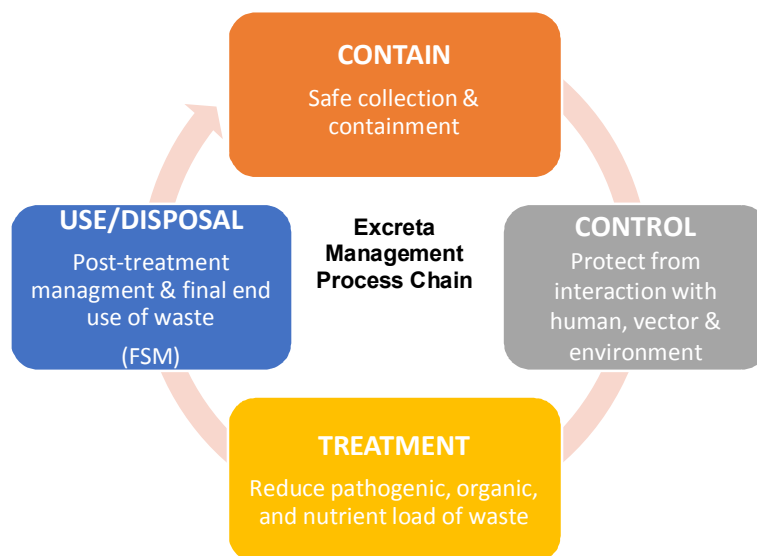 CONTAIN
Safe collection &
containment
USE/DISPOSAL
Post-treatment
managment & final end
use of waste
(FSM)
Excreta
Management
Process Chain
CONTROL
Protect from
interaction with
human, vector &
environment
TREATMENT
Reduce pathogenic, organic,
and nutrient load of waste